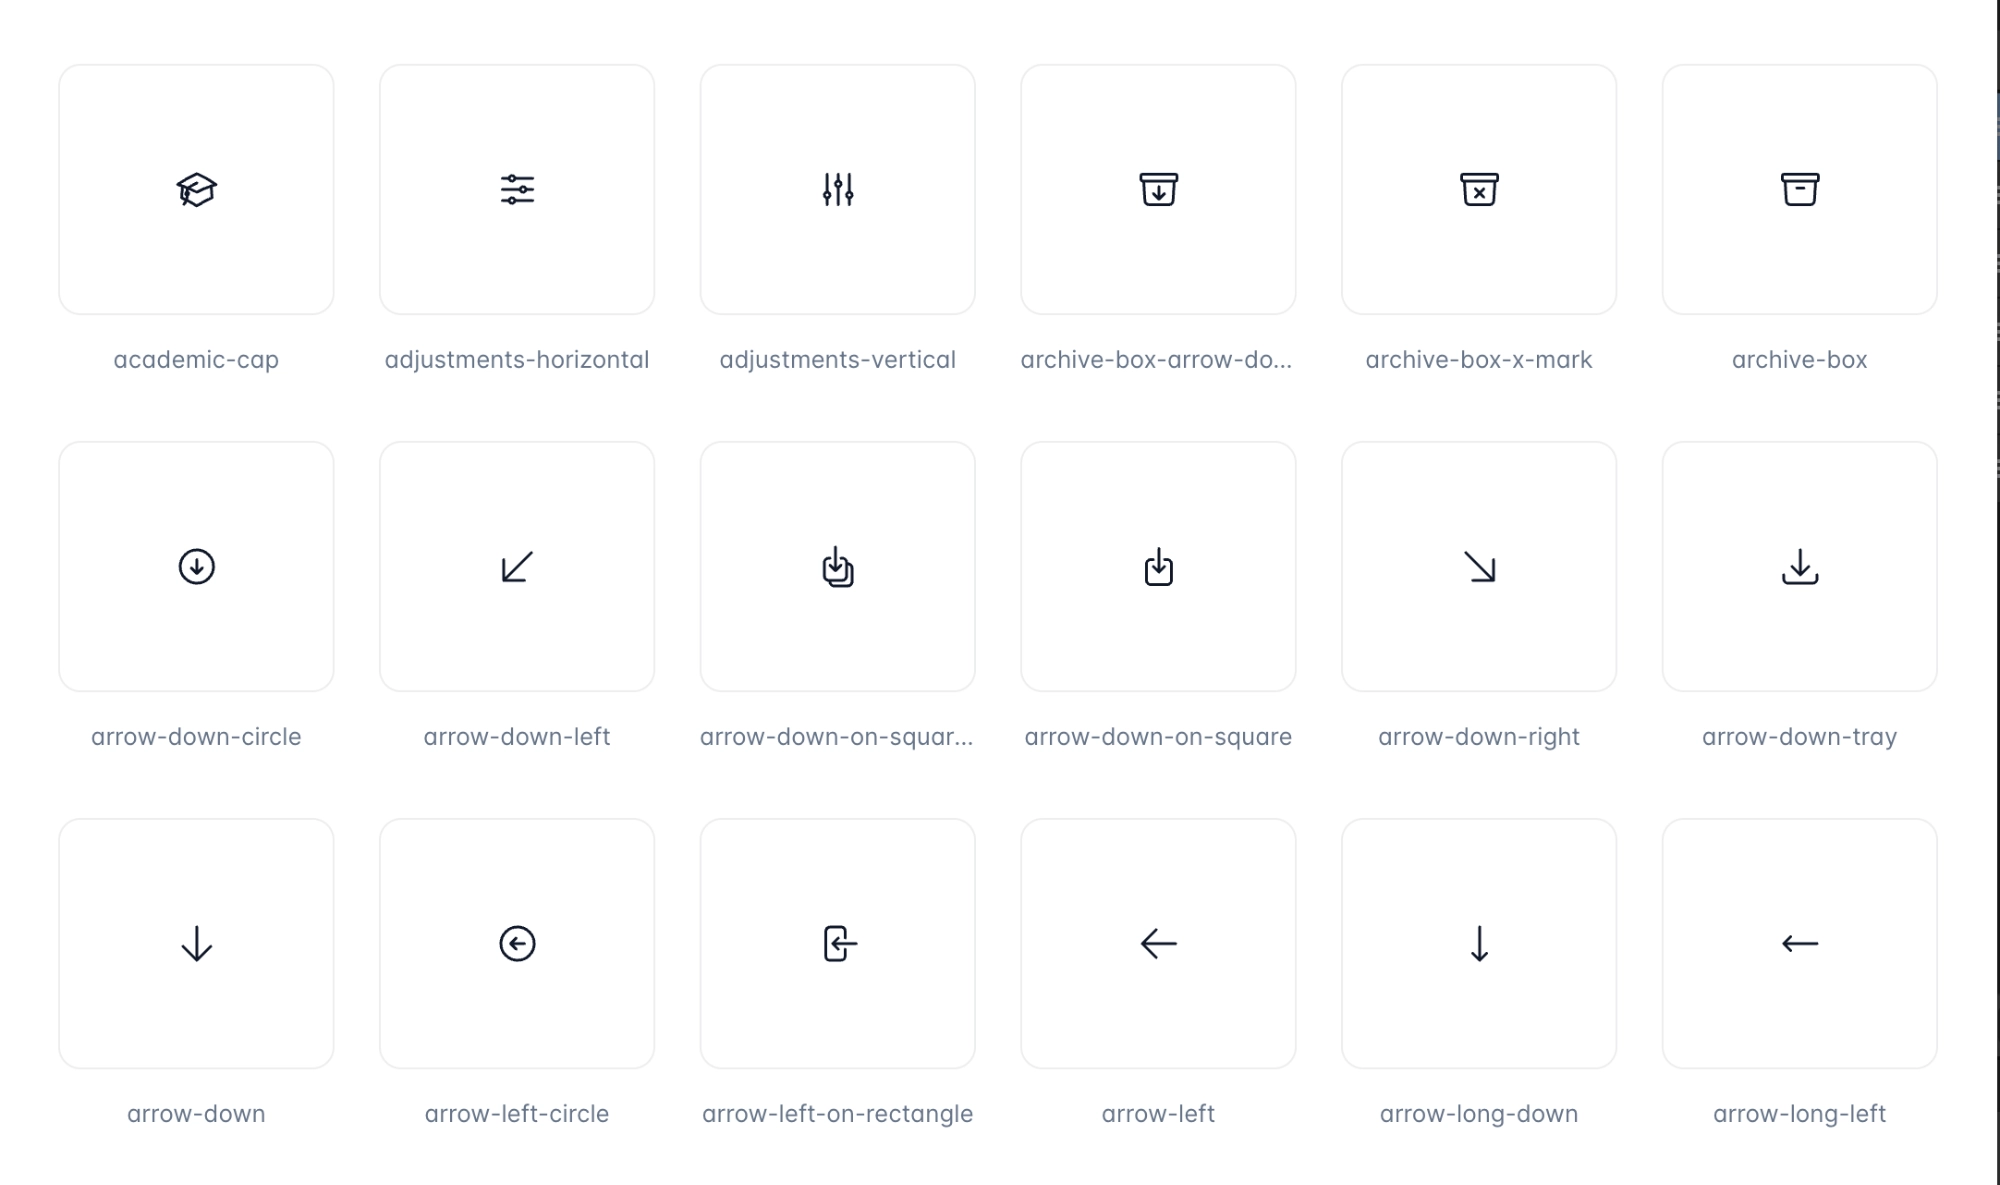 academic-cap
adjustments-horizontal
adjustments-vertical
archive-box-arrow-do...
archive-box-x-mark
archive-box
arrow-down-circle
arrow-down-left
arrow-down-on-squar...
arrow-down-on-square
arrow-down-right
arrow-down-tray
arrow-down
arrow-left-circle
arrow-left-on-rectangle
arrow-left
arrow-long-down
arrow-long-left